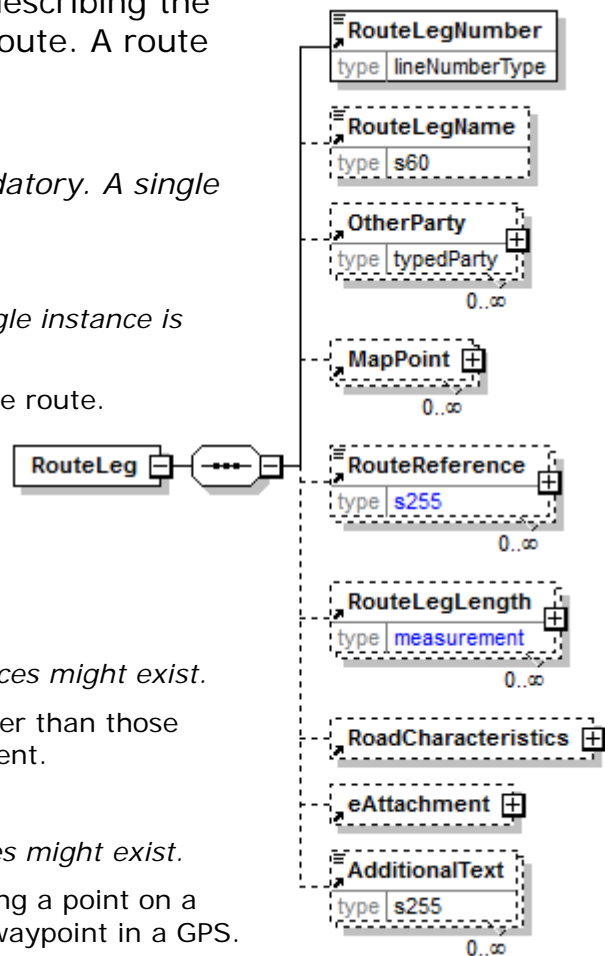 describing the
oute. A route
datory. A single
gle instance is
e route.
ces might exist.
er than those
ent.
es might exist.
ng a point on a
waypoint in a GPS.
RouteLeg
RouteLegNumber
type lineNumberType
RouteLegName
type s60
OtherParty
type typedParty
0..∞
MapPoint
0..∞
RouteReference
type s255
0..∞
RouteLegLength
type measurement
0..∞
RoadCharacteristics
eAttachment
AdditionalText
type s255
0..∞